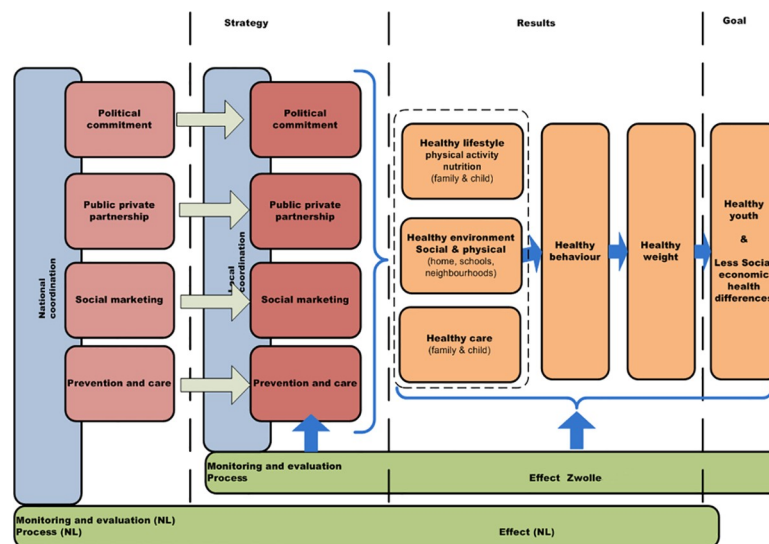 Strategy
Results
Goal
National
coordination
Political
commitment
Public private
partnership
Social marketing
Prevention and care
Local
coordination
Political
commitment
Public private
partnership
Social marketing
Prevention and care
Healthy lifestyle
physical activity
nutrition
(family & child)
Healthy environment
Social & physical
(home, schools,
neighbourhoods)
Healthy care
(family & child)
Healthy
behaviour
Healthy
weight
Healthy
youth
&
Less Social
economic
health
differences
Monitoring and evaluation
Process
Effect Zwolle
Monitoring and evaluation (NL)
Process (NL)
Effect (NL)